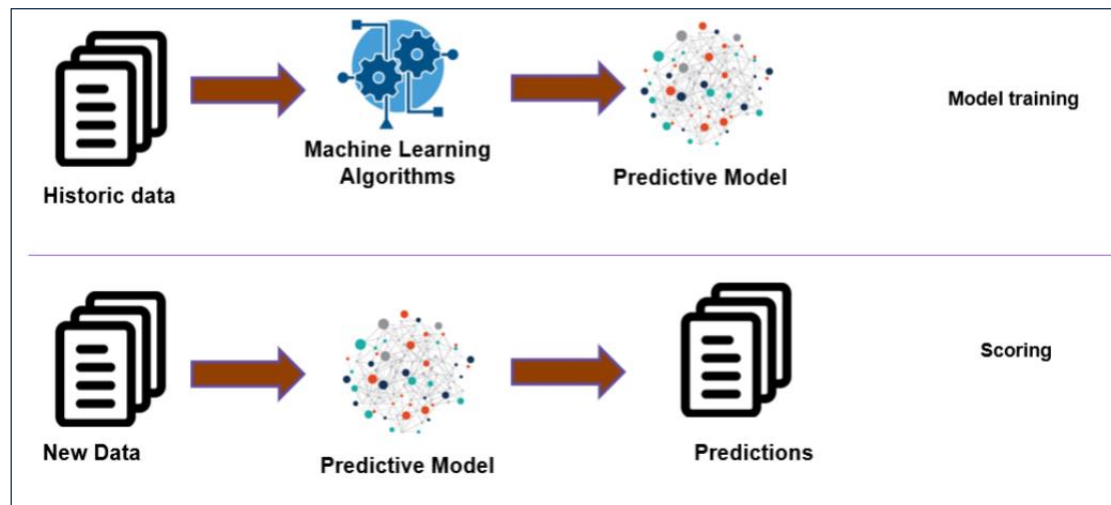 Historic data
Machine Learning
Algorithms
Predictive Model
Model training
New Data
Predictive Model
Predictions
Scoring